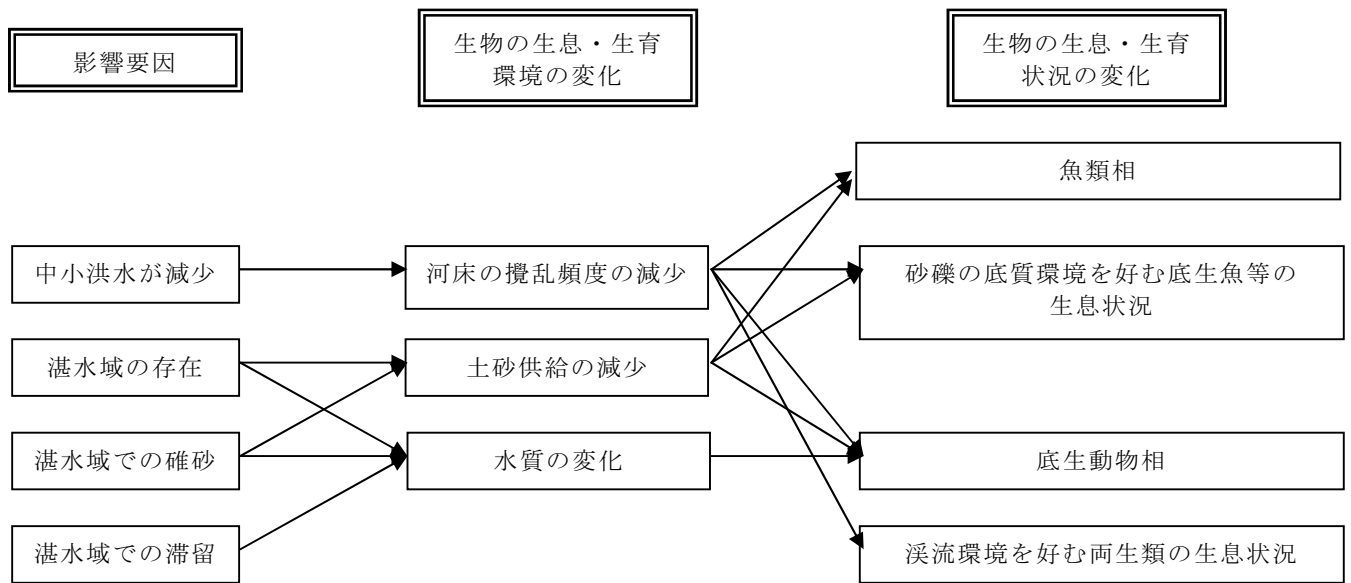 影響要因
生物の生息・生育
環境の変化
生物の生息・生育
状況の変化
魚類相
中小洪水が減少
河床の攪乱頻度の減少
砂礫の底質環境を好む底生魚等の
生息状況
湛水域の存在
土砂供給の減少
湛水域での碓砂
水質の変化
底生動物相
湛水域での滞留
渓流環境を好む両生類の生息状況